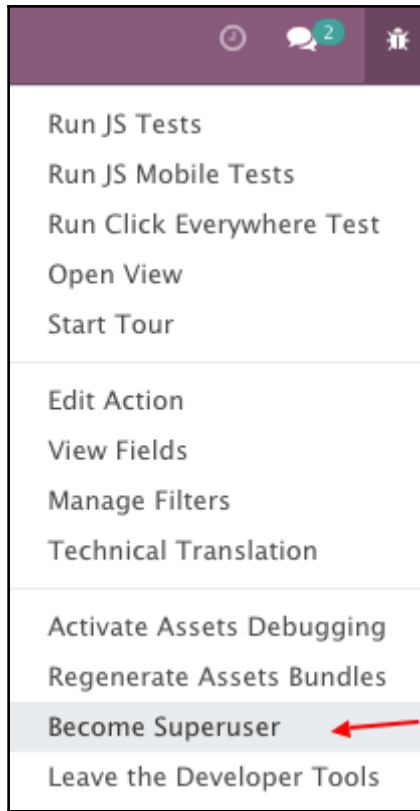 2
Run JS Tests
Run JS Mobile Tests
Run Click Everywhere Test
Open View
Start Tour
Edit Action
View Fields
Manage Filters
Technical Translation
Activate Assets Debugging
Regenerate Assets Bundles
Become Superuser
Leave the Developer Tools